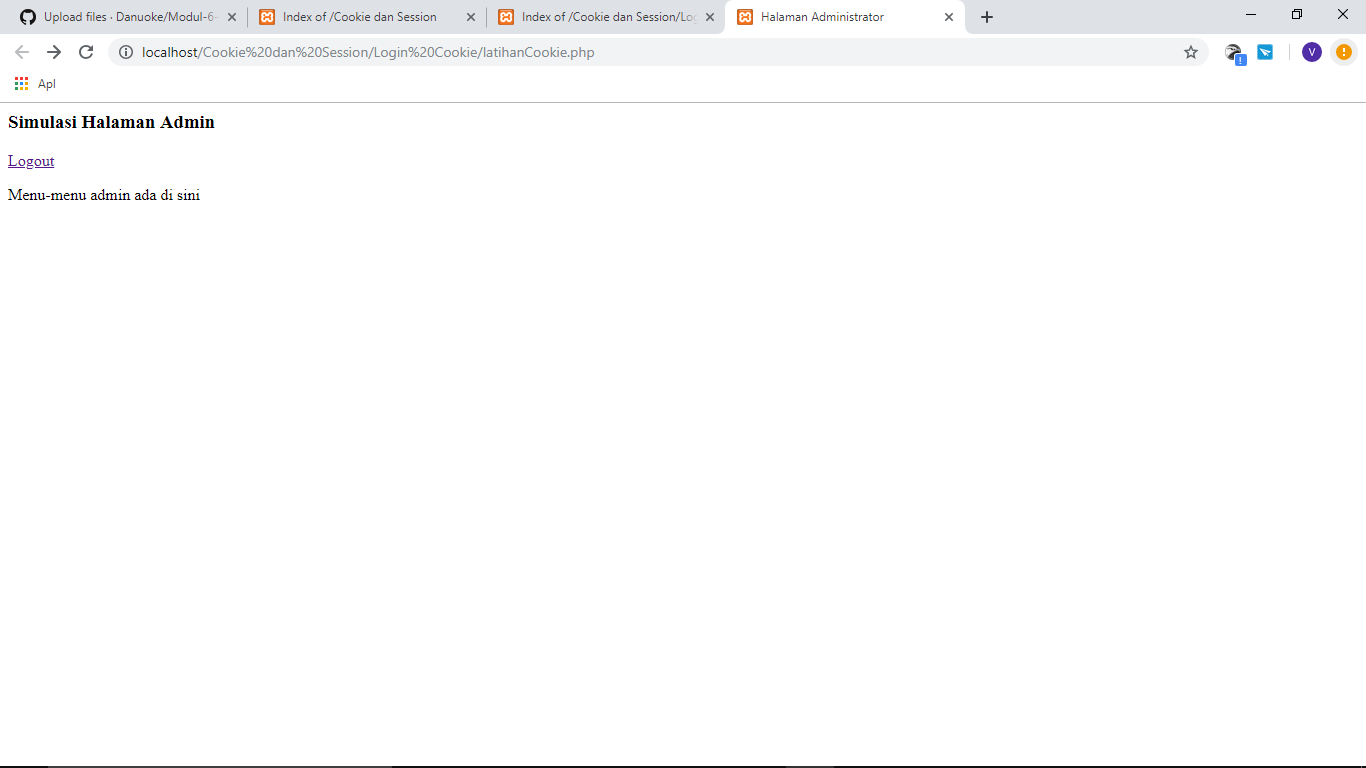 Upload files · Danuoke/Modul-6-
Index of /Cookie dan Session
Index of /Cookie dan Session/Log
Halaman Administrator
localhost/Cookie%20dan%20Session/Login%20Cookie/latihanCookie.php
V
Apl
Simulasi Halaman Admin
Logout
Menu-menu admin ada di sini